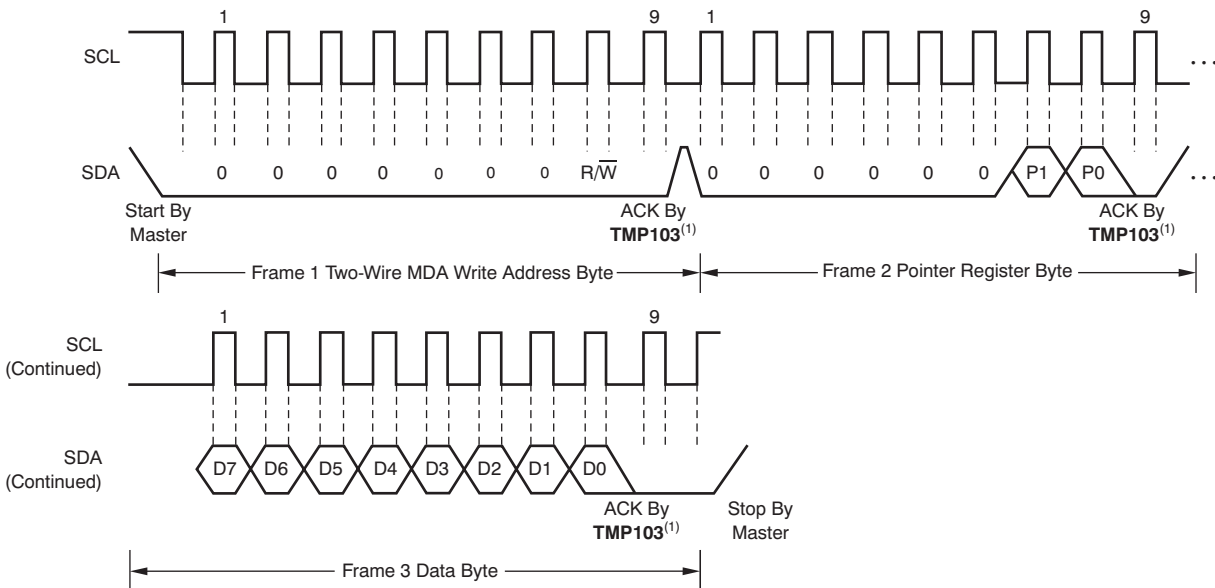 1 9 1 9
SCL ...
SDA 0 0 0 0 0 0 0 R/W̅ 0 0 0 0 0 0 P1 P0 ...
Start By
Master
ACK By
TMP103(1)
ACK By
TMP103(1)
Frame 1 Two-Wire MDA Write Address Byte
Frame 2 Pointer Register Byte
1 9
SCL
(Continued)
SDA
(Continued)
D7 D6 D5 D4 D3 D2 D1 D0
ACK By
TMP103(1)
Stop By
Master
Frame 3 Data Byte